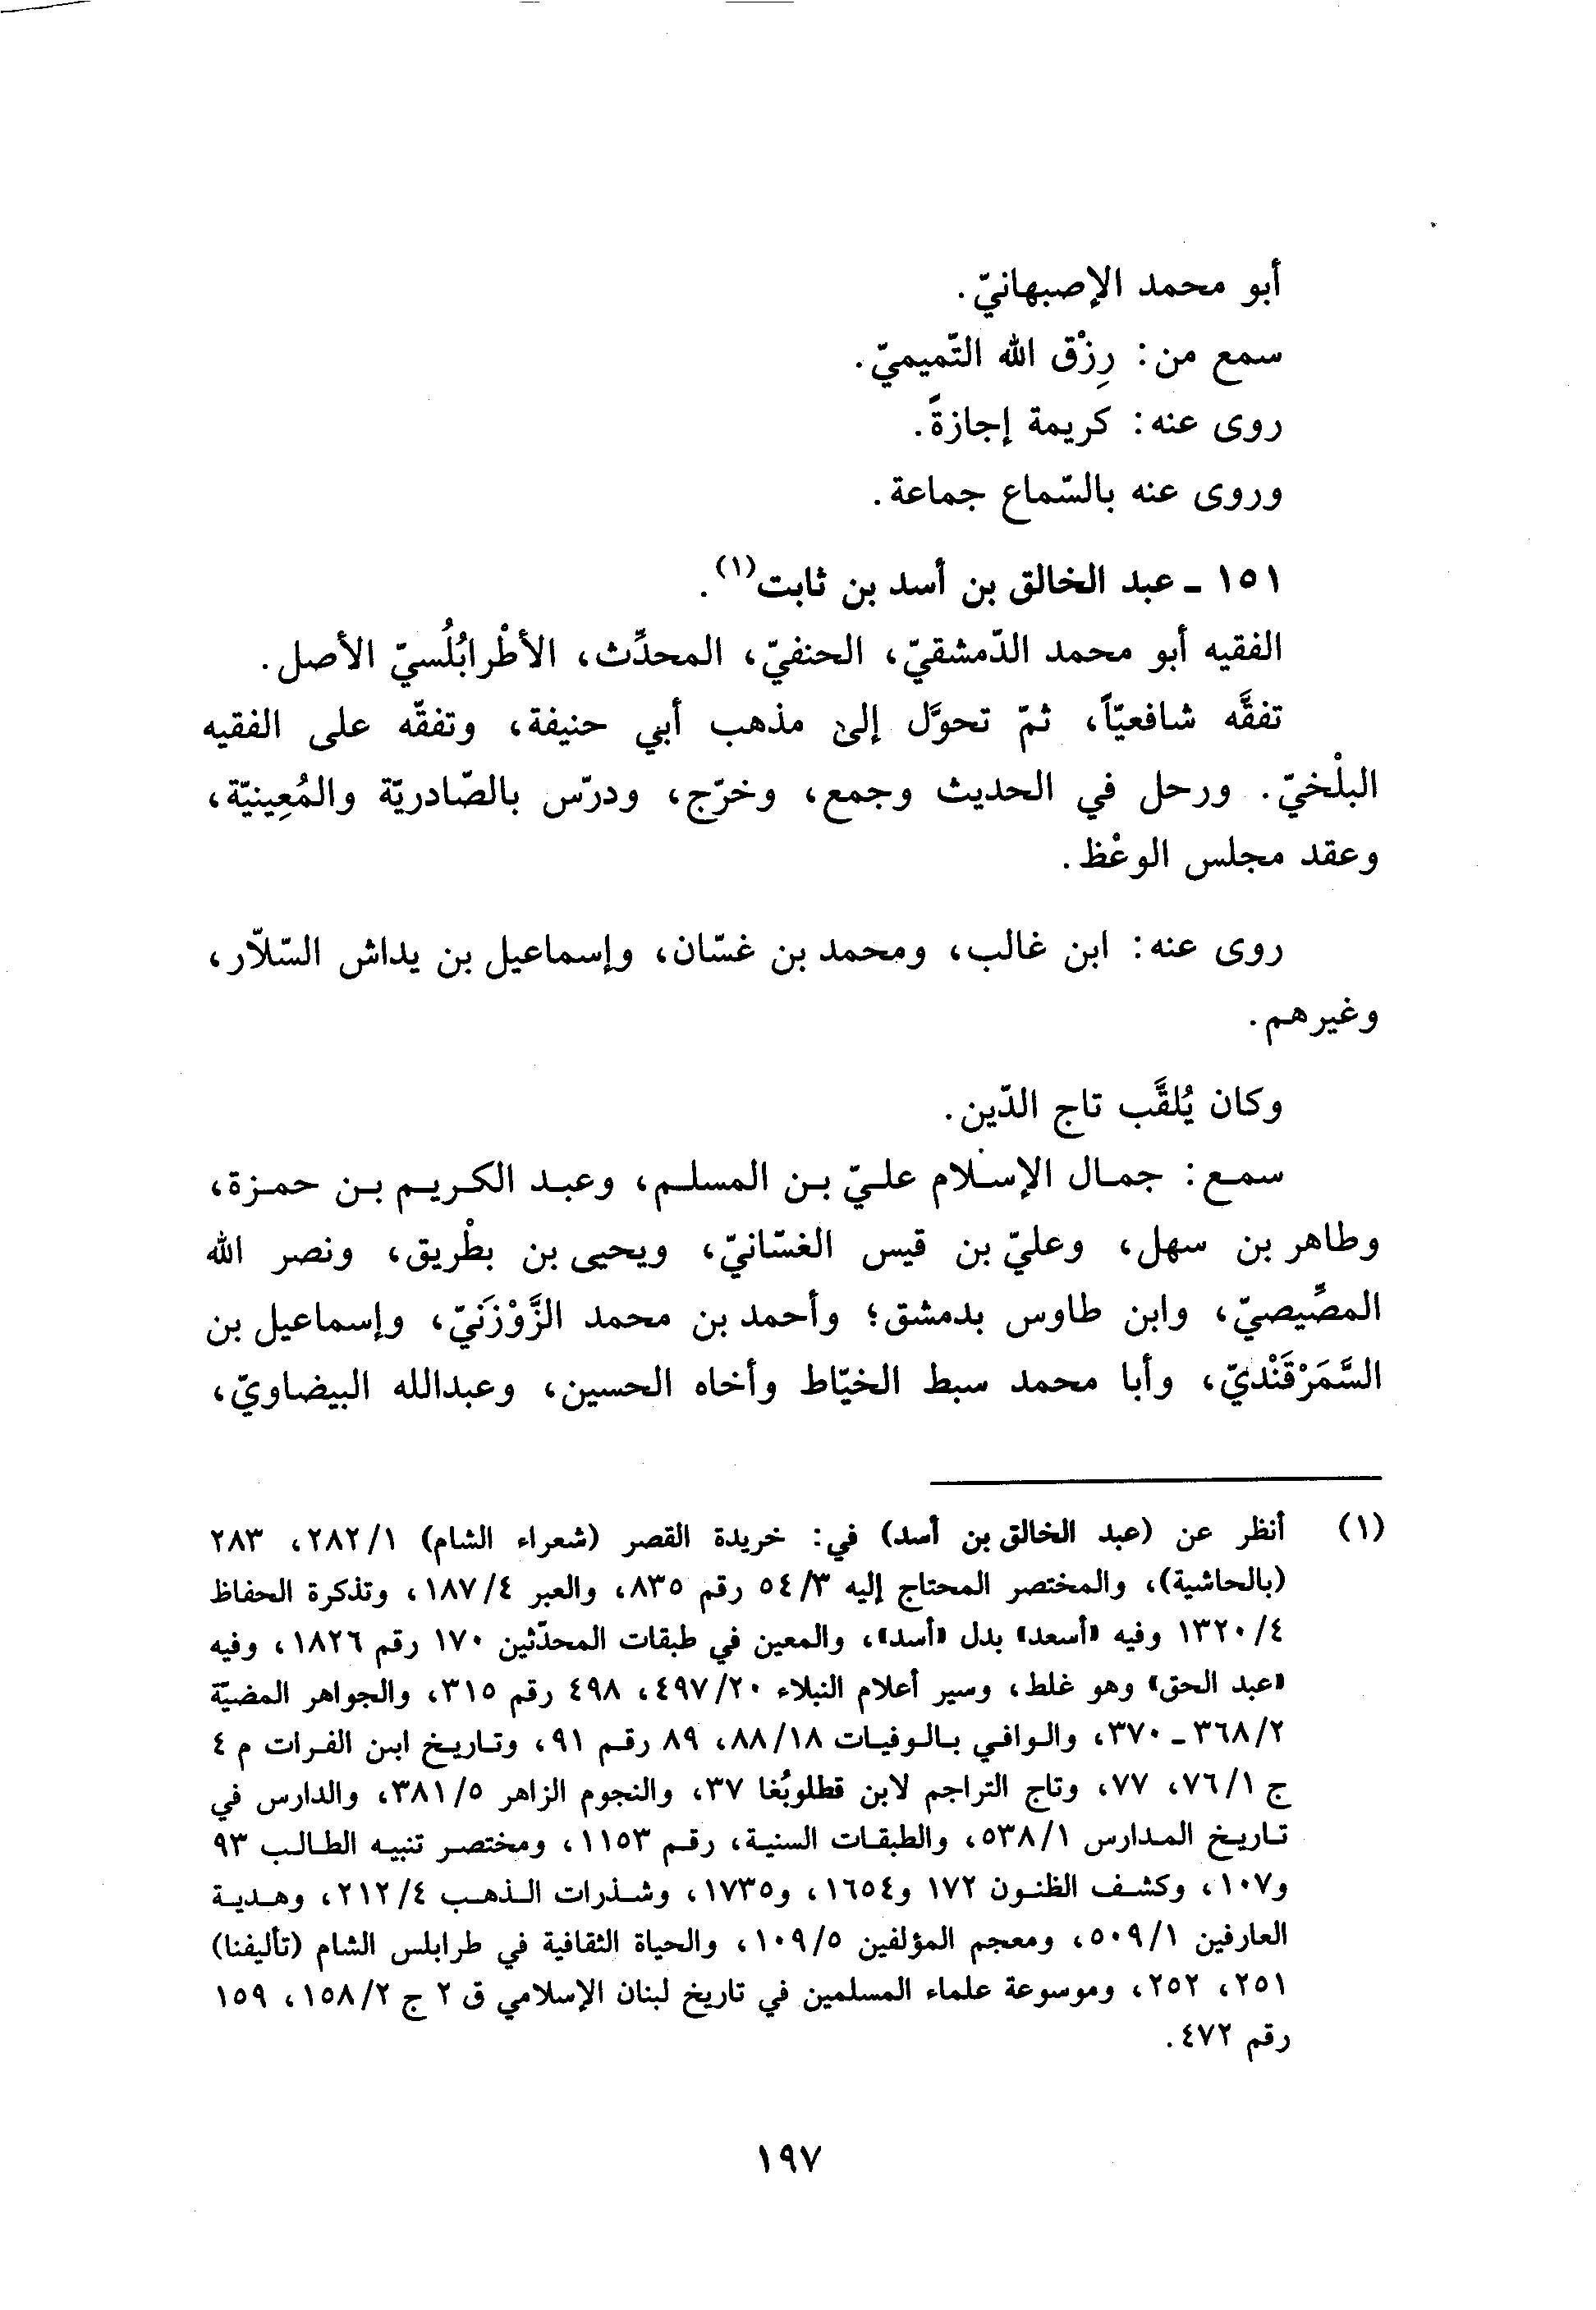 أبو محمد الإصبهانيّ.
سمع من: رِزْق الله التّميميّ.
روى عنه: كريمة إجازةً.
وروى عنه بالسّماع جماعة.
١٥١ ـ عبد الخالق بن أسد بن ثابت(١).
الفقيه أبو محمد الدّمشقيّ، الحنفيّ، المحدِّث، الأطْرابُلُسيّ الأصل.
تفقَّه شافعيّاً، ثمّ تحوَّل إلى مذهب أبي حنيفة، وتفقّه على الفقيه
البلْخيّ. ورحل في الحديث وجمع، وخرّج، ودرّس بالصّادريّة والمُعِينيّة،
وعقد مجلس الوعْظ.
روى عنه: ابن غالب، ومحمد بن غسّان، وإسماعيل بن يداش السّلاّر،
وغيرهم.
وكان يُلقَّب تاج الدّين.
سمع: جمال الإسلام عليّ بن المسلم، وعبد الكريم بن حمزة،
وطاهر بن سهل، وعليّ بن قيس الغسّانيّ، ويحيى بن بطْريق، ونصر الله
المصِّيصيّ، وابن طاوس بدمشق؛ وأحمد بن محمد الزَّوْزَنيّ، وإسماعيل بن
السَّمَرْقَنْديّ، وأبا محمد سبط الخيّاط وأخاه الحسين، وعبدالله البيضاويّ،
(١) أنظر عن (عبد الخالق بن أسد) في: خريدة القصر (شعراء الشام) ٢٨٢/١، ٢٨٣
(بالحاشية)، والمختصر المحتاج إليه ٥٤/٣ رقم ٨٣٥، والعبر ١٨٧/٤، وتذكرة الحفاظ
١٣٢٠/٤ وفيه «أسعد» بدل «أسد»، والمعين في طبقات المحدّثين ١٧٠ رقم ١٨٢٦، وفيه
«عبد الحق» وهو غلط، وسير أعلام النبلاء ٤٩٧/٢٠، ٤٩٨ رقم ٣١٥، والجواهر المضيّة
٣٦٨/٢ ـ ٣٧٠، والوافي بالوفيات ٨٨/١٨، ٨٩ رقم ٩١، وتاريخ ابن الفرات م ٤
ج ٧٦/١، ٧٧، وتاج التراجم لابن قطلوبُغا ٣٧، والنجوم الزاهر ٣٨١/٥، والدارس في
تاريخ المدارس ٥٣٨/١، والطبقات السنية، رقم ١١٥٣، ومختصر تنبيه الطالب ٩٣
و١٠٧، وكشف الظنون ١٧٢ و١٦٥٤، و١٧٣٥، وشذرات الذهب ٢١٢/٤، وهدية
العارفين ٥٠٩/١، ومعجم المؤلفين ١٠٩/٥، والحياة الثقافية في طرابلس الشام (تأليفنا)
٢٥١، ٢٥٢، وموسوعة علماء المسلمين في تاريخ لبنان الإسلامي ق ٢ ج ١٥٨/٢، ١٥٩
رقم ٤٧٢.
١٩٧